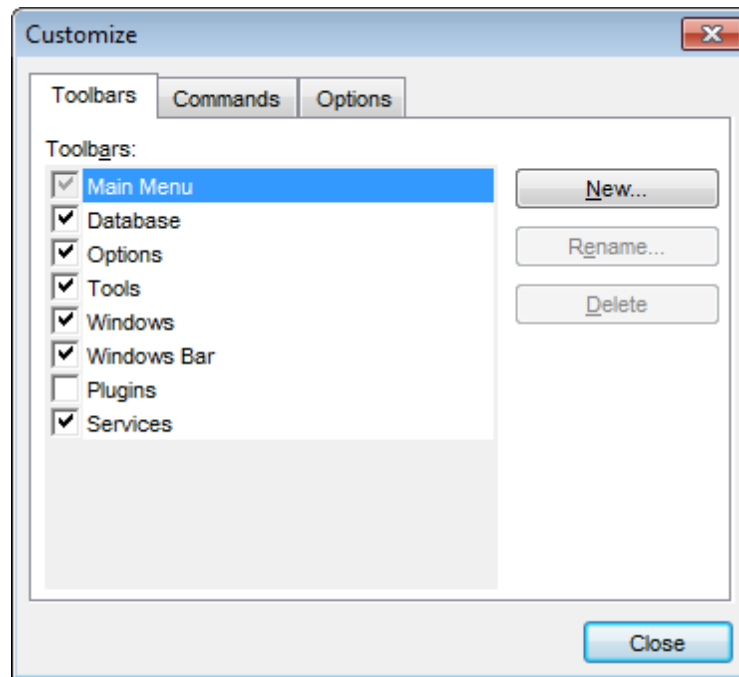 Customize
Toolbars Commands Options
Toolbars:
Main Menu
Database
Options
Tools
Windows
Windows Bar
Plugins
Services
New...
Rename...
Delete
Close